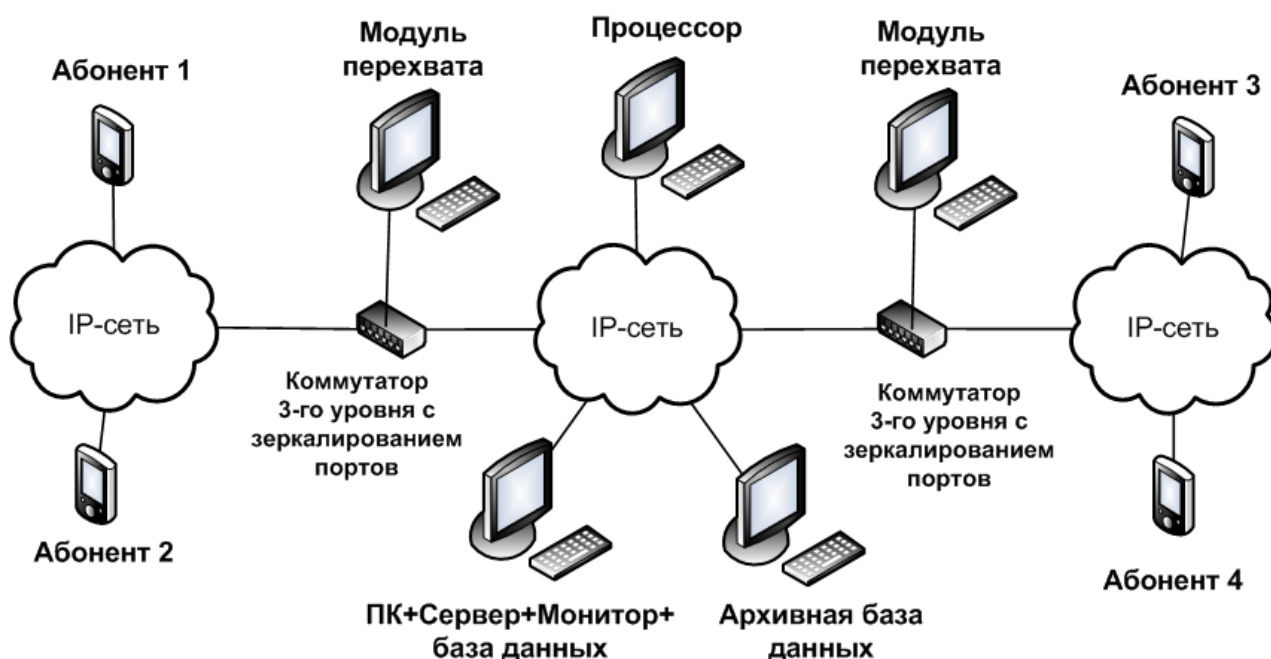 Абонент 1
Модуль
перехвата
Процессор
Модуль
перехвата
Абонент 3
IP-сеть
IP-сеть
IP-сеть
Коммутатор
3-го уровня с
зеркалированием
портов
Коммутатор
3-го уровня с
зеркалированием
портов
Абонент 2
Абонент 4
ПК+Сервер+Монитор+
база данных
Архивная база
данных